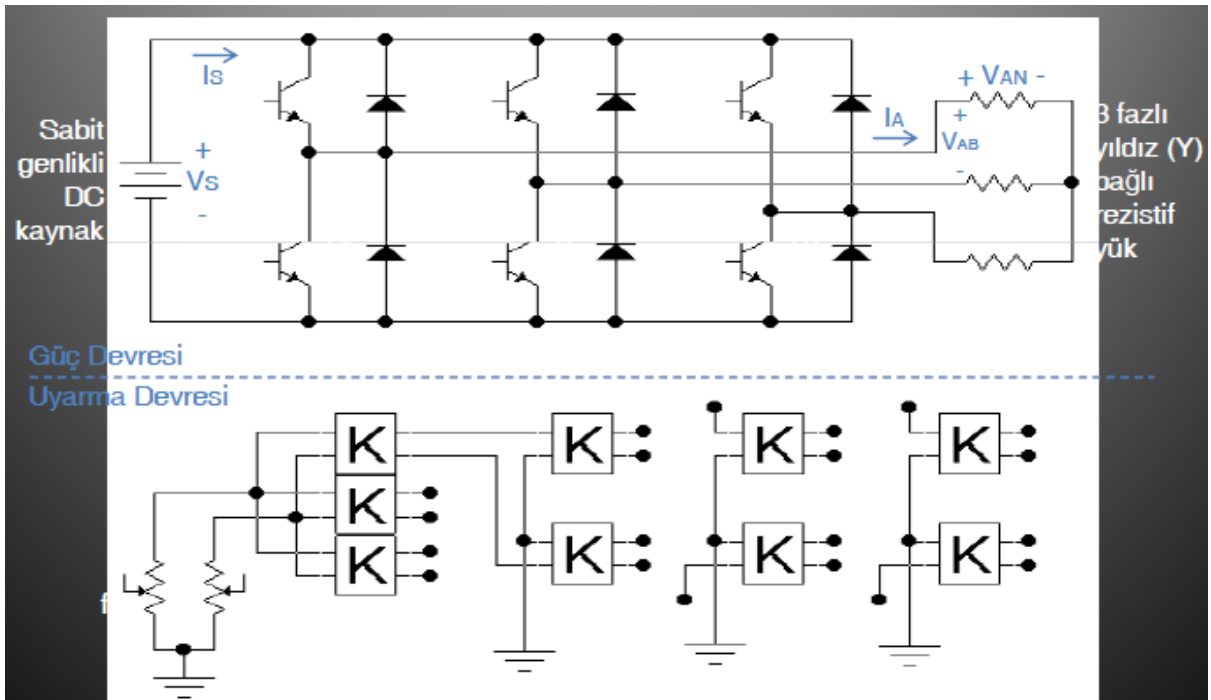 IS
+ VAN -
Sabit
genlikli
DC
kaynak
+
VS
-
IA
+
VAB
-
3 fazlı
yıldız (Y)
bağlı
rezistif
yük
Güç Devresi
Uyarma Devresi
K
K
K
K
K
K
K
K
K
f